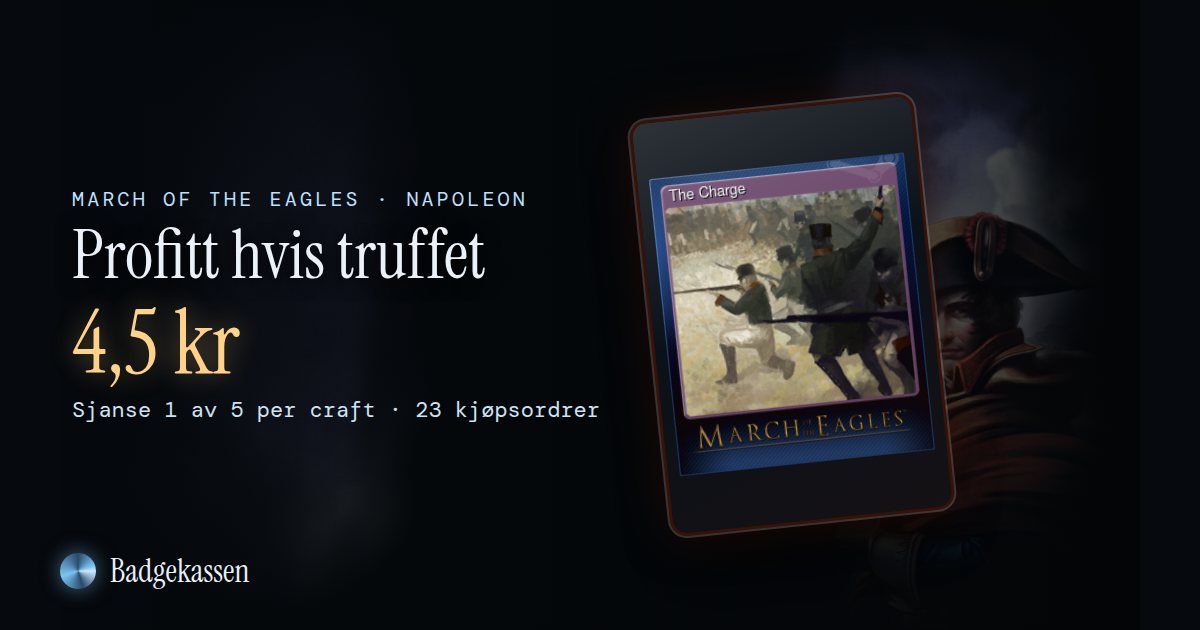 MARCH OF THE EAGLES · NAPOLEON
Profitt hvis truffet
4,5 kr
Sjanse 1 av 5 per craft · 23 kjøpsordrer
Badgekassen
The Charge
MARCH OF THE EAGLES